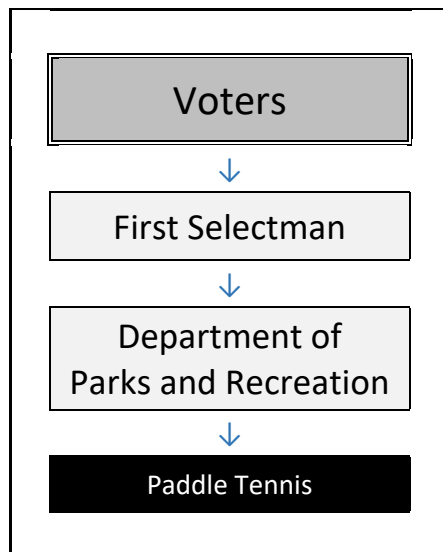 Voters
↓
First Selectman
↓
Department of
Parks and Recreation
↓
Paddle Tennis